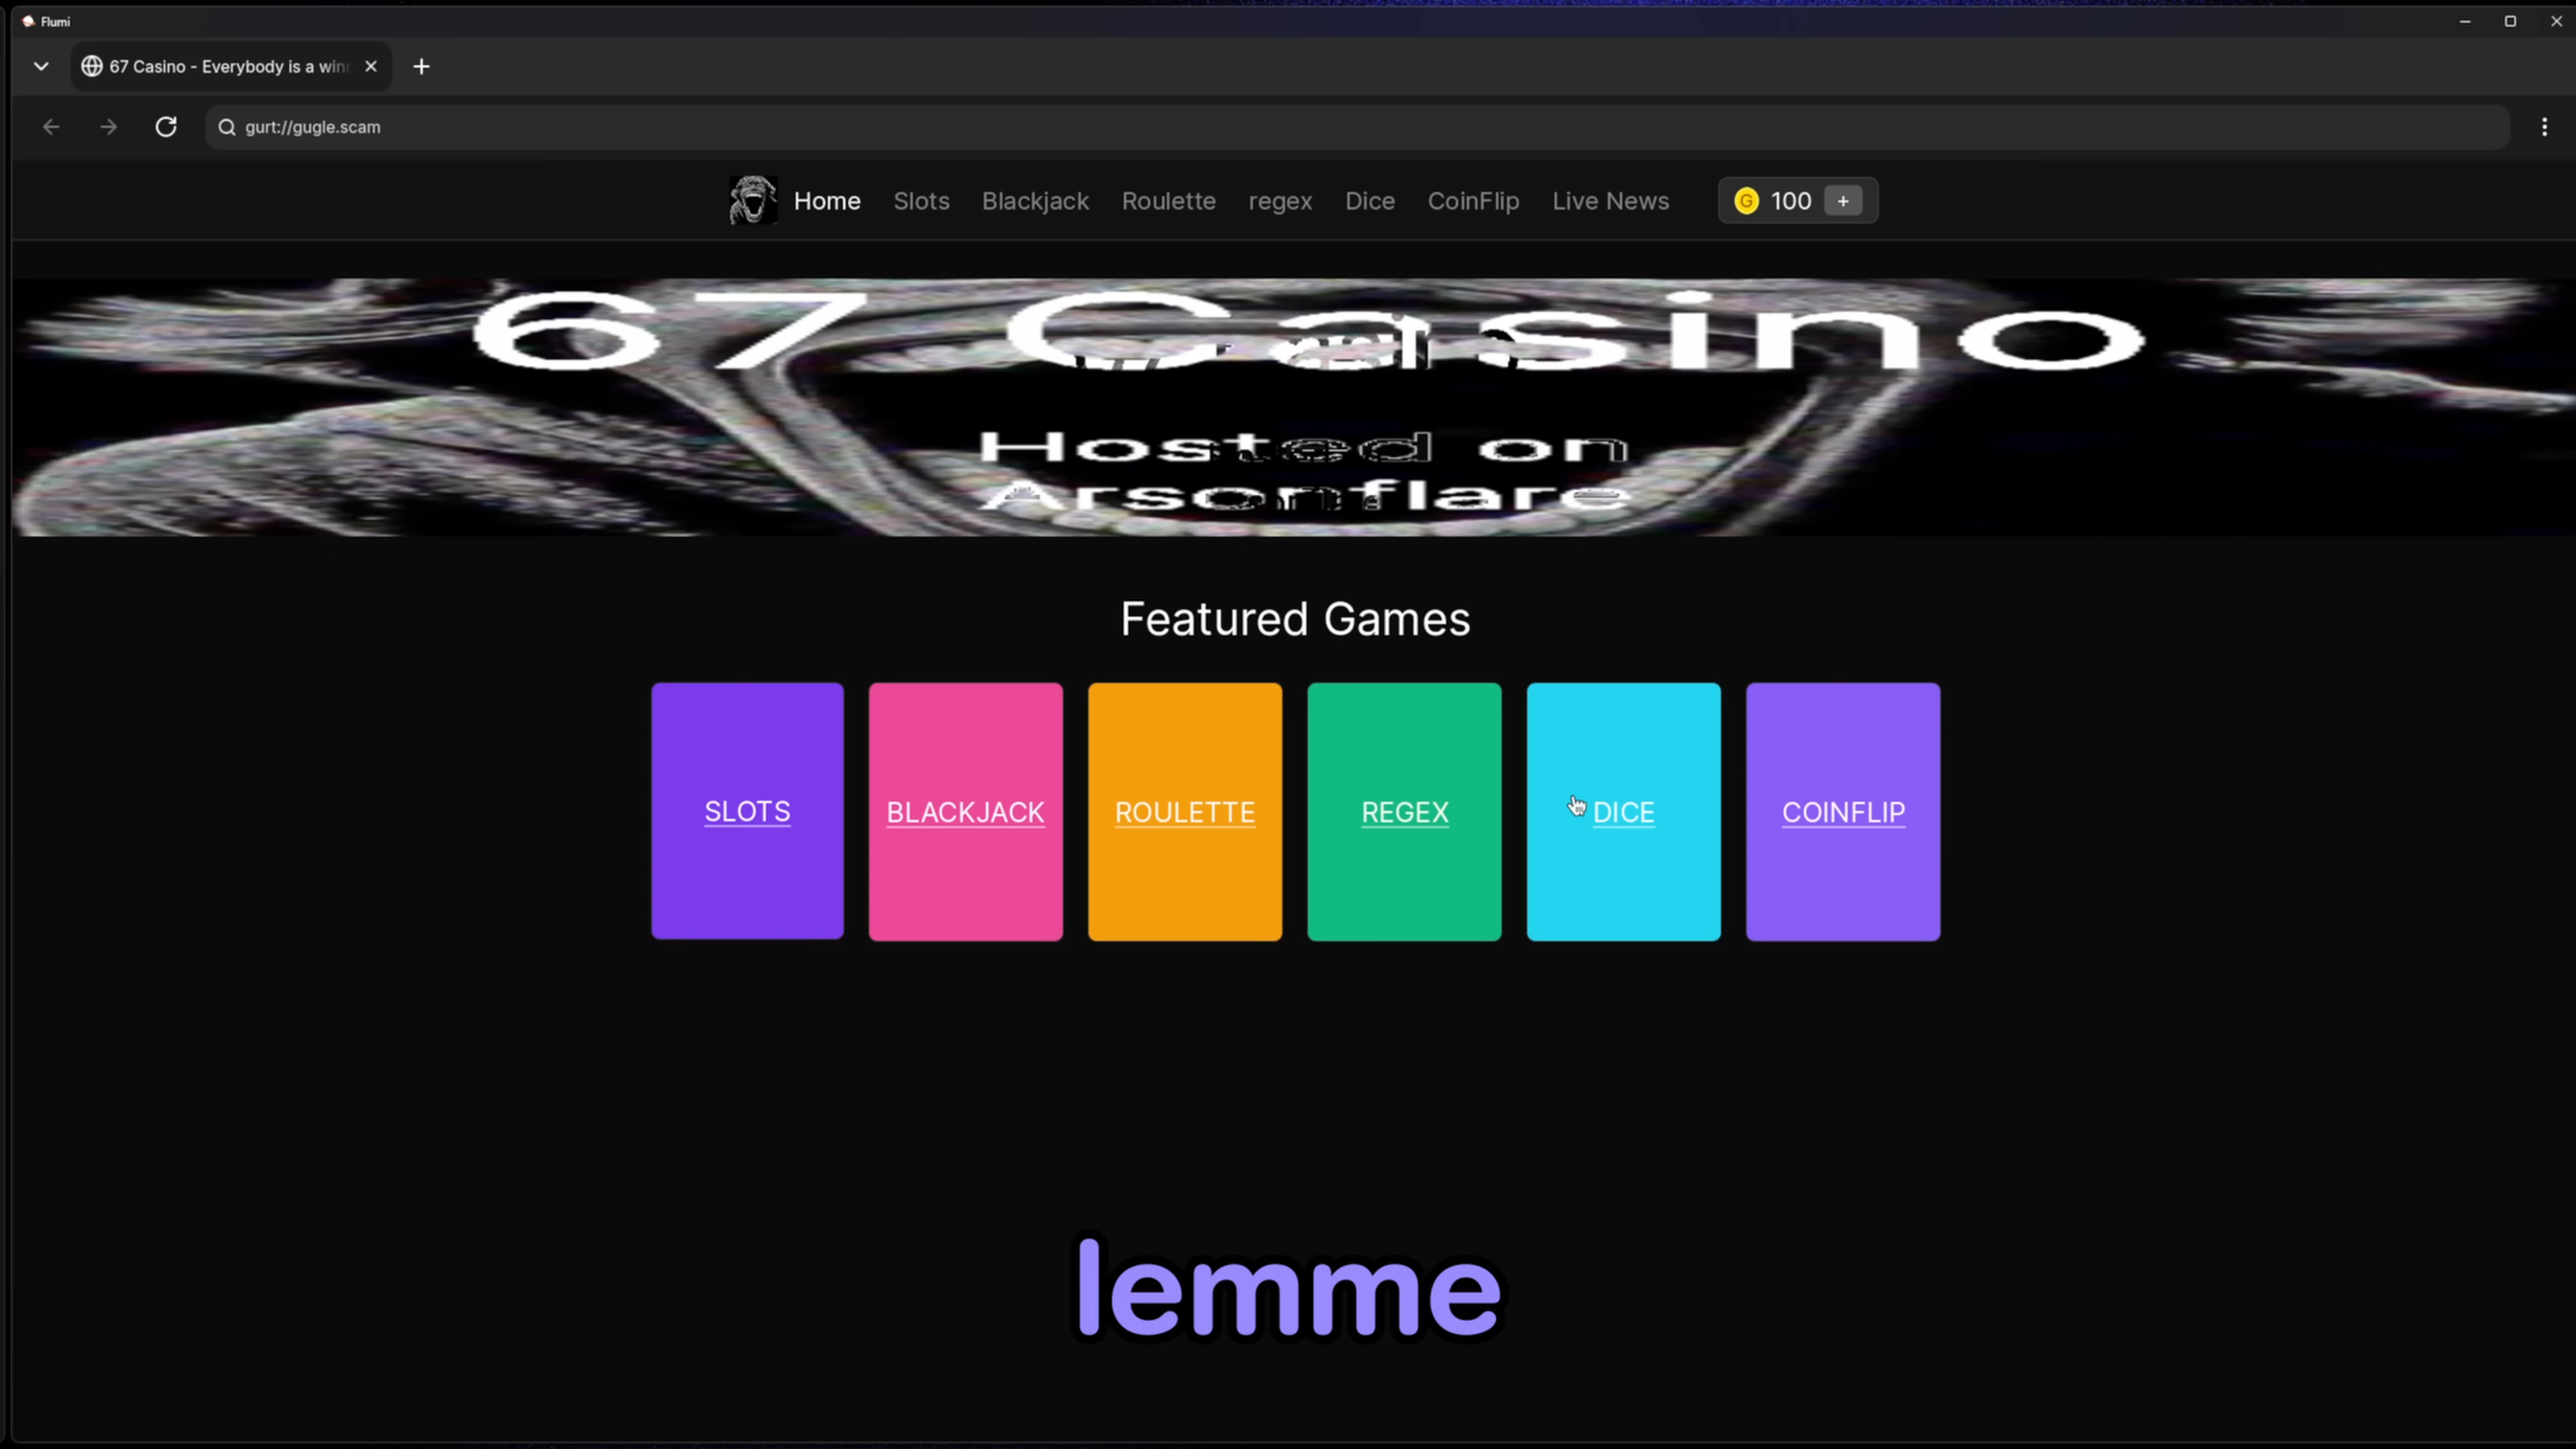 Flumi
67 Casino - Everybody is a win
gurt://gugle.scam
Home Slots Blackjack Roulette regex Dice CoinFlip Live News G 100 +
67 Casino
Hosted on
Arsonflare
Featured Games
SLOTS BLACKJACK ROULETTE REGEX DICE COINFLIP
lemme